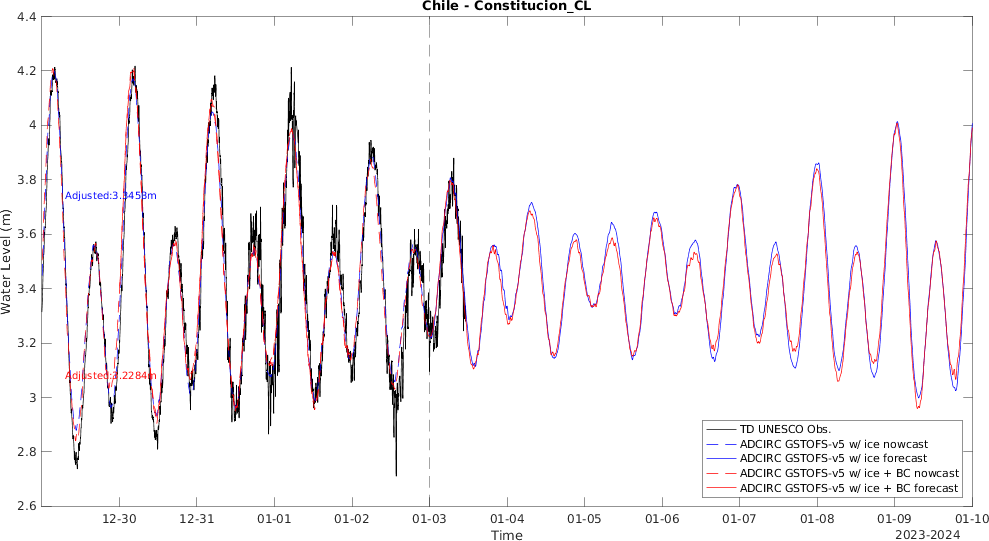 Chile - Constitucion_CL
4.4
4.2
4
3.8
3.6
3.4
3.2
3
2.8
2.6
Water Level (m)
Adjusted:3.3453m
Adjusted:3.2284m
TD UNESCO Obs.
ADCIRC GSTOFS-v5 w/ ice nowcast
ADCIRC GSTOFS-v5 w/ ice forecast
ADCIRC GSTOFS-v5 w/ ice + BC nowcast
ADCIRC GSTOFS-v5 w/ ice + BC forecast
12-30 12-31 01-01 01-02 01-03 01-04 01-05 01-06 01-07 01-08 01-09 01-10
Time
2023-2024